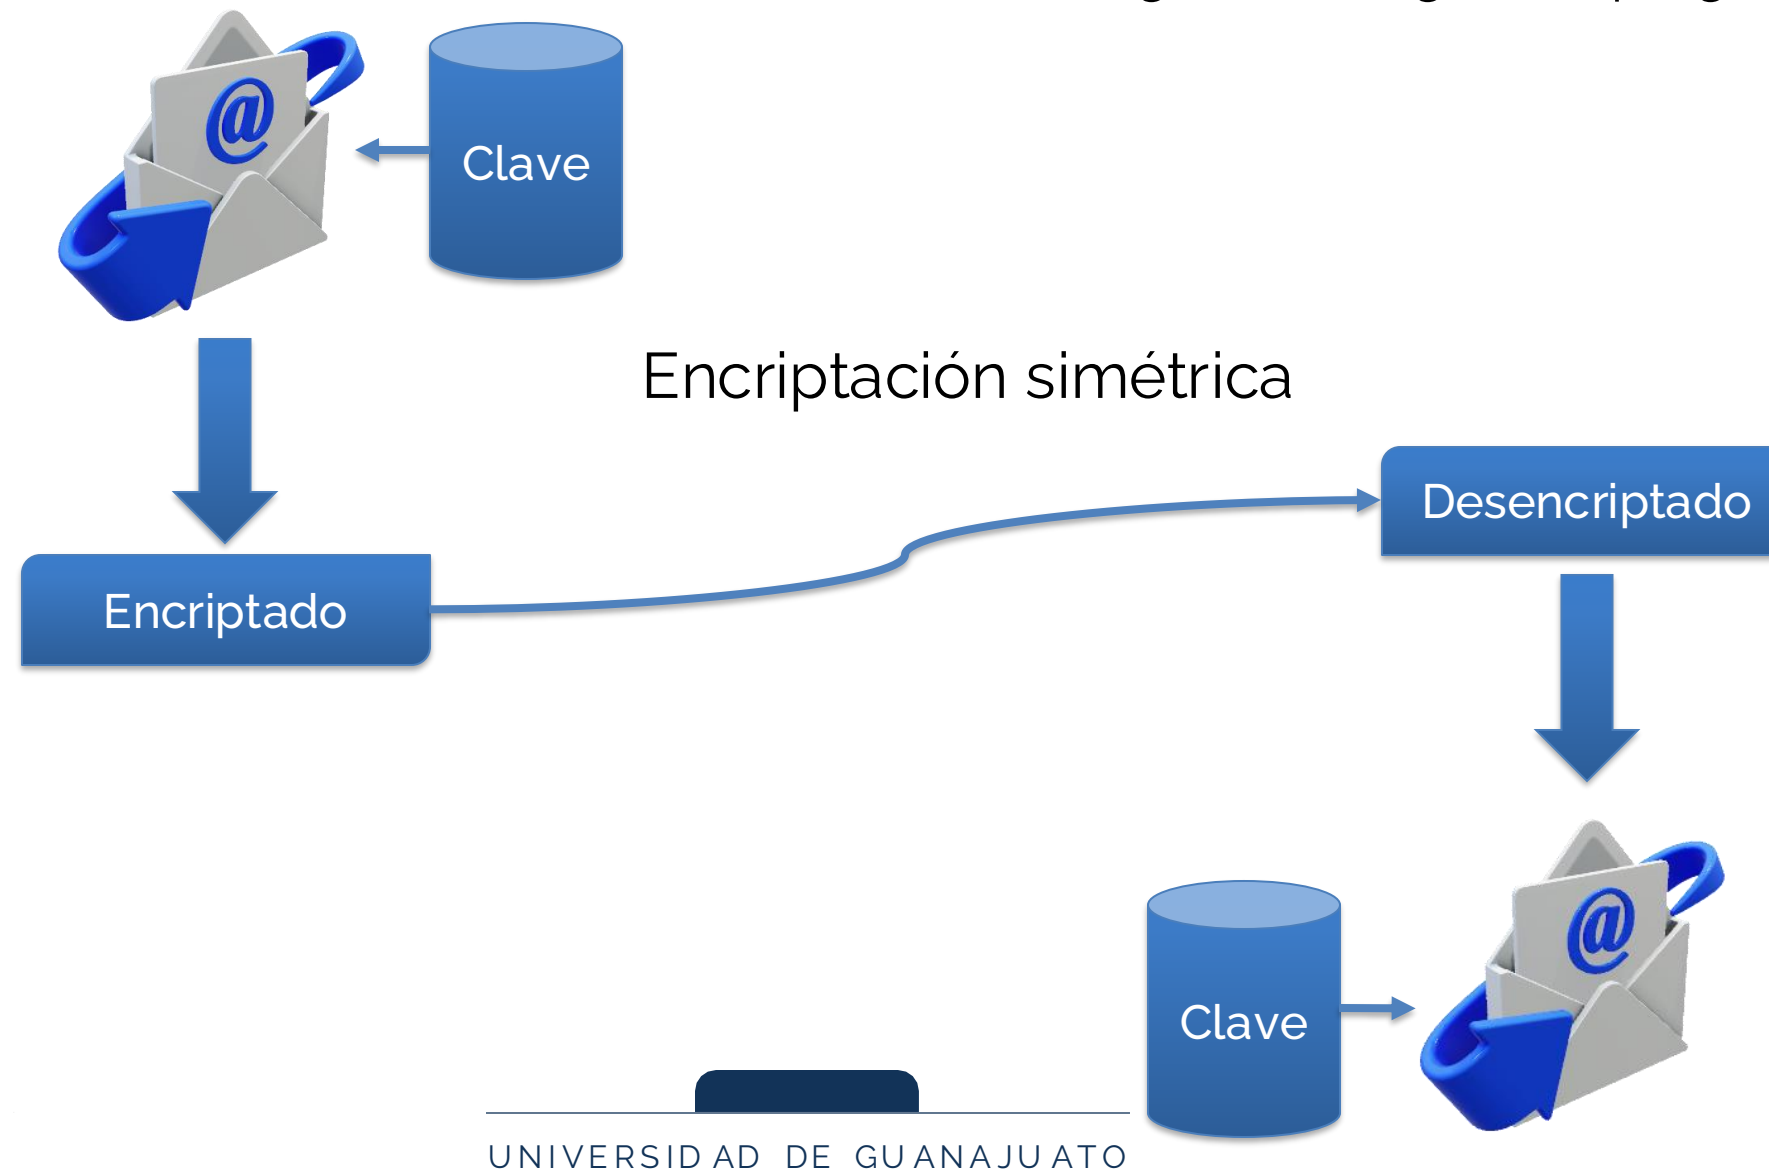 Clave
Encriptación simétrica
Desencriptado
Encriptado
Clave
UNIVERSIDAD DE GUANAJUATO